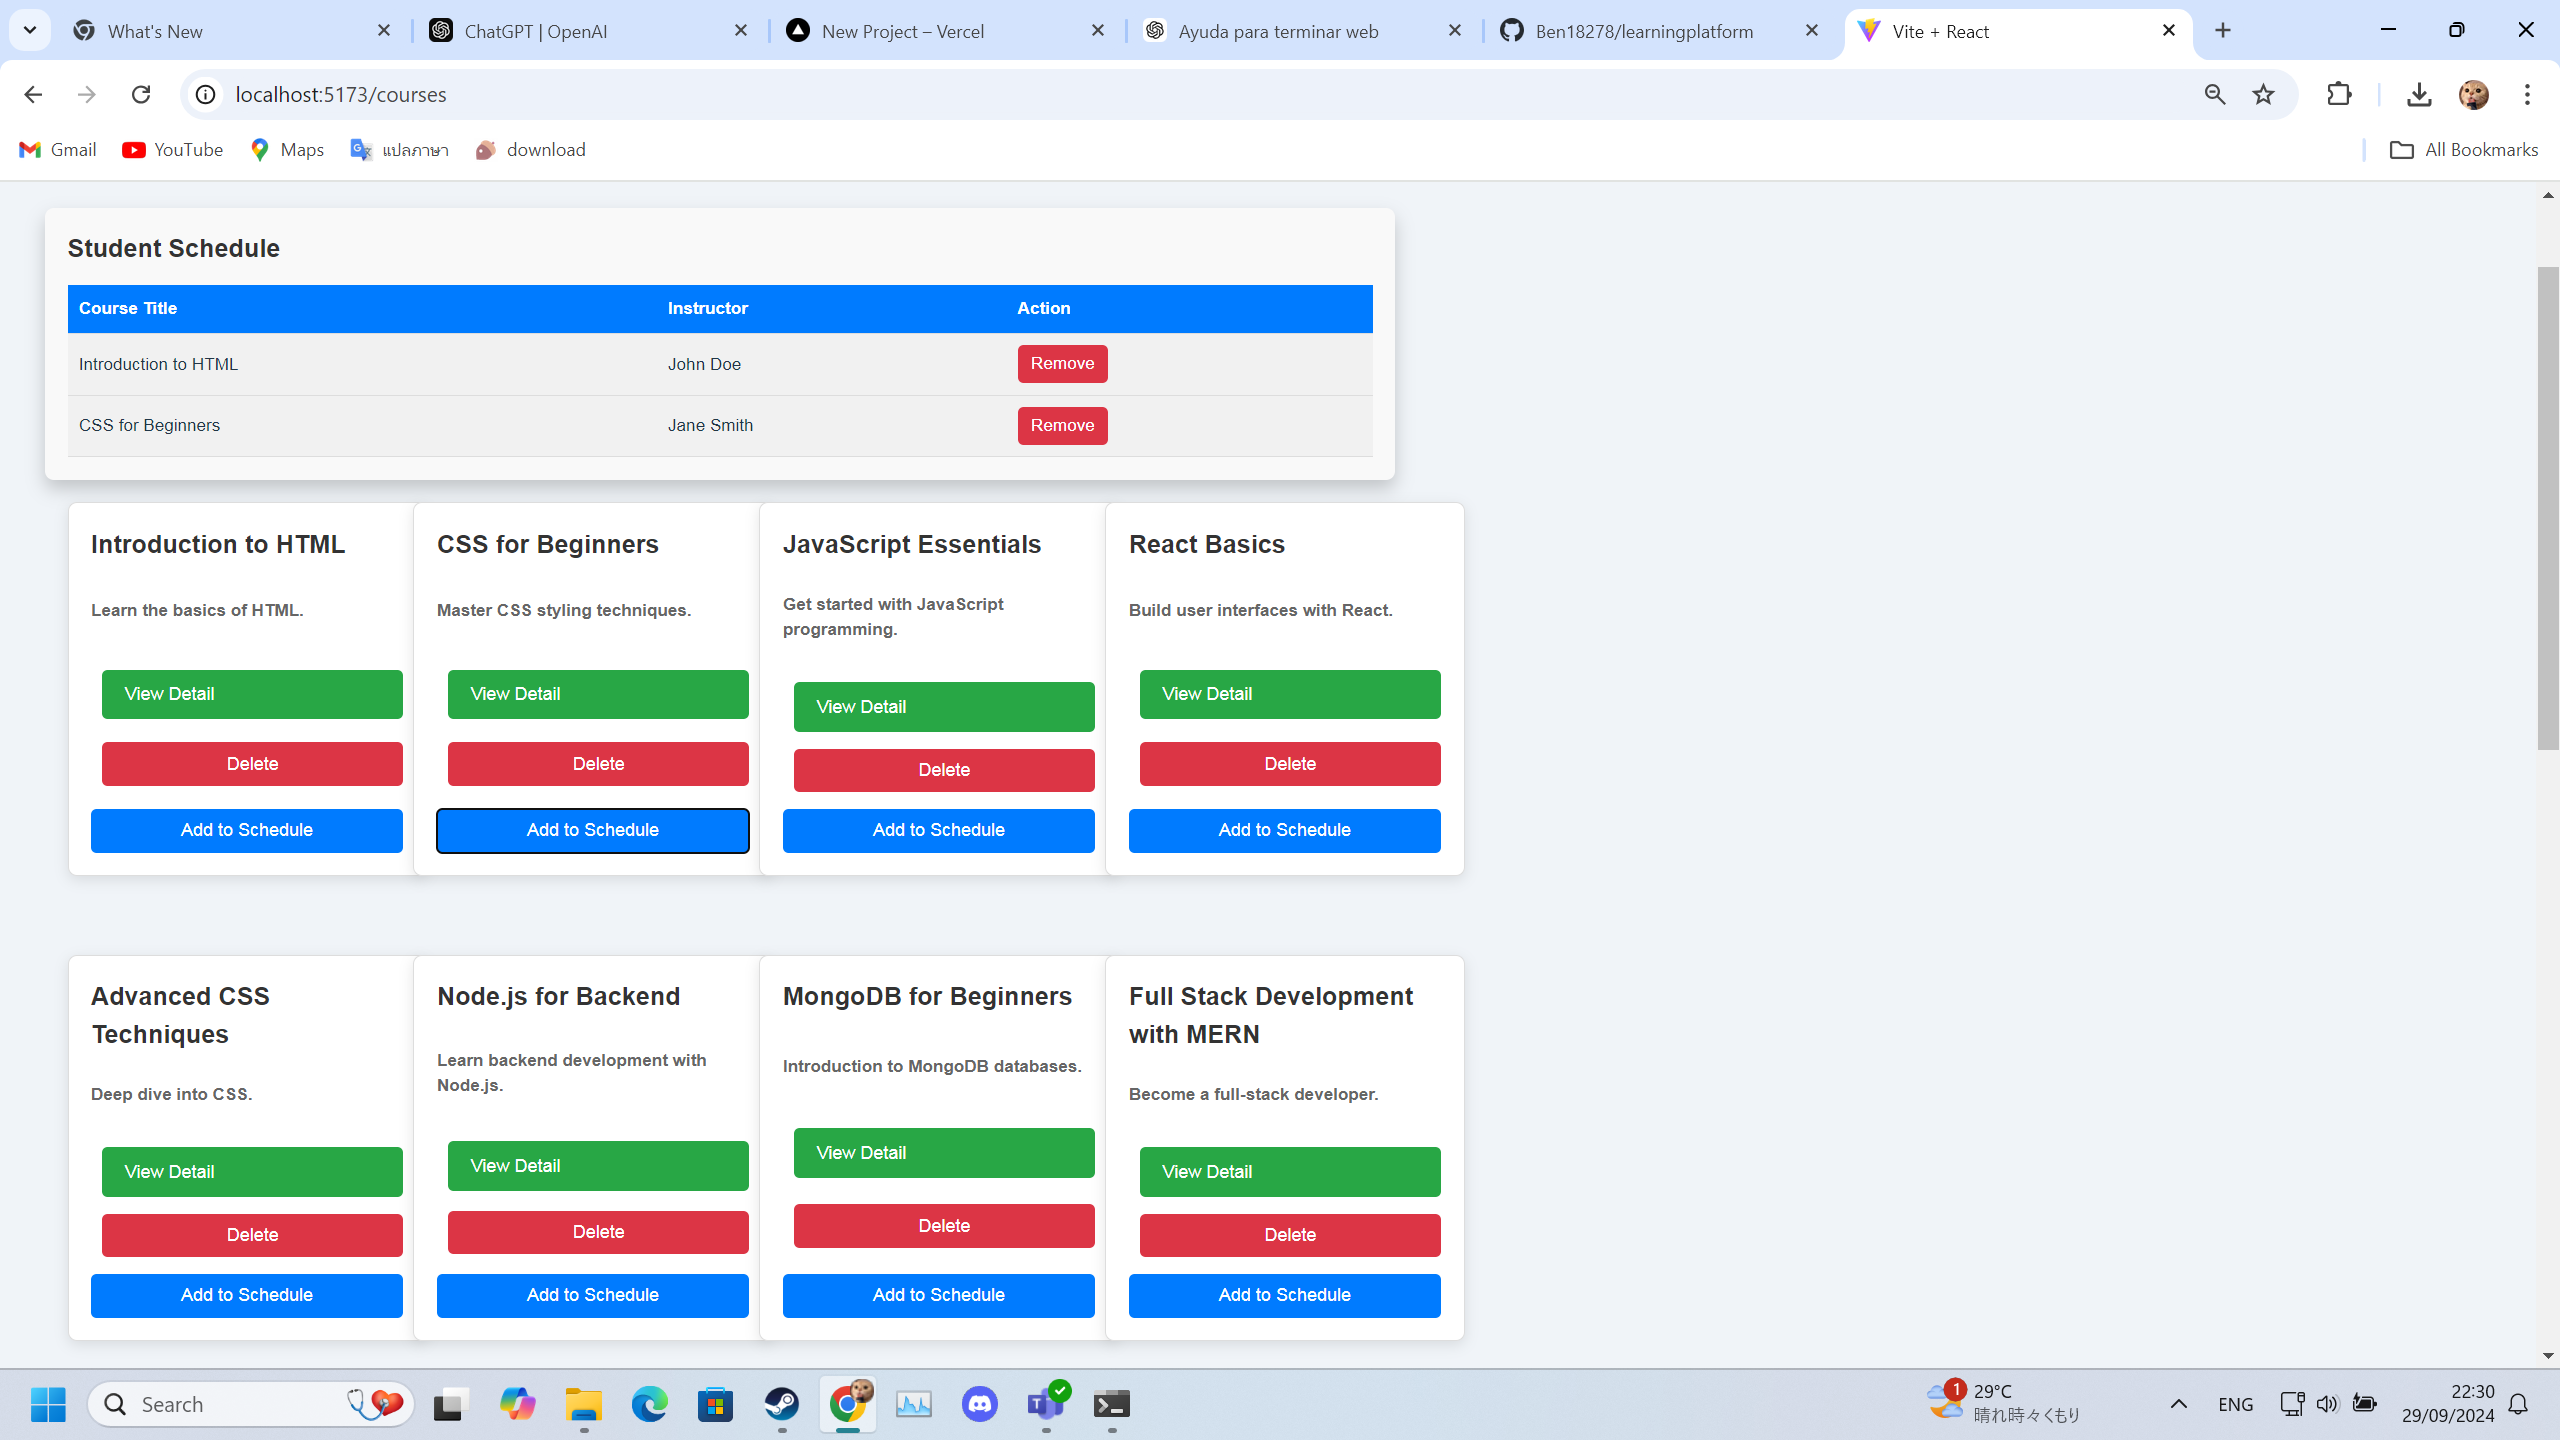 What's New
ChatGPT | OpenAI
New Project – Vercel
Ayuda para terminar web
Ben18278/learningplatform
Vite + React
localhost:5173/courses
Gmail
YouTube
Maps
แปลภาษา
download
All Bookmarks
Student Schedule
Course Title Instructor Action
Introduction to HTML John Doe Remove
CSS for Beginners Jane Smith Remove
Introduction to HTML
Learn the basics of HTML.
View Detail
Delete
Add to Schedule
CSS for Beginners
Master CSS styling techniques.
View Detail
Delete
Add to Schedule
JavaScript Essentials
Get started with JavaScript
programming.
View Detail
Delete
Add to Schedule
React Basics
Build user interfaces with React.
View Detail
Delete
Add to Schedule
Advanced CSS
Techniques
Deep dive into CSS.
View Detail
Delete
Add to Schedule
Node.js for Backend
Learn backend development with
Node.js.
View Detail
Delete
Add to Schedule
MongoDB for Beginners
Introduction to MongoDB databases.
View Detail
Delete
Add to Schedule
Full Stack Development
with MERN
Become a full-stack developer.
View Detail
Delete
Add to Schedule
Search
1
29°C
晴れ時々くもり
ENG
22:30
29/09/2024